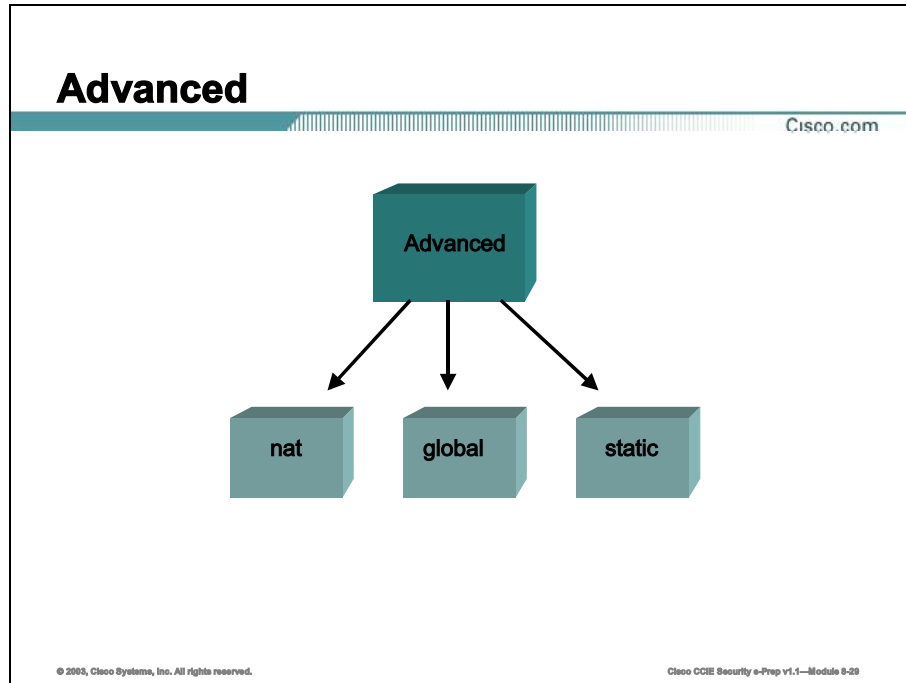 Advanced
Cisco.com
Advanced
nat
global
static
© 2003, Cisco Systems, Inc. All rights reserved.
Cisco CCIE Security e-Prep v1.1—Module 8-29